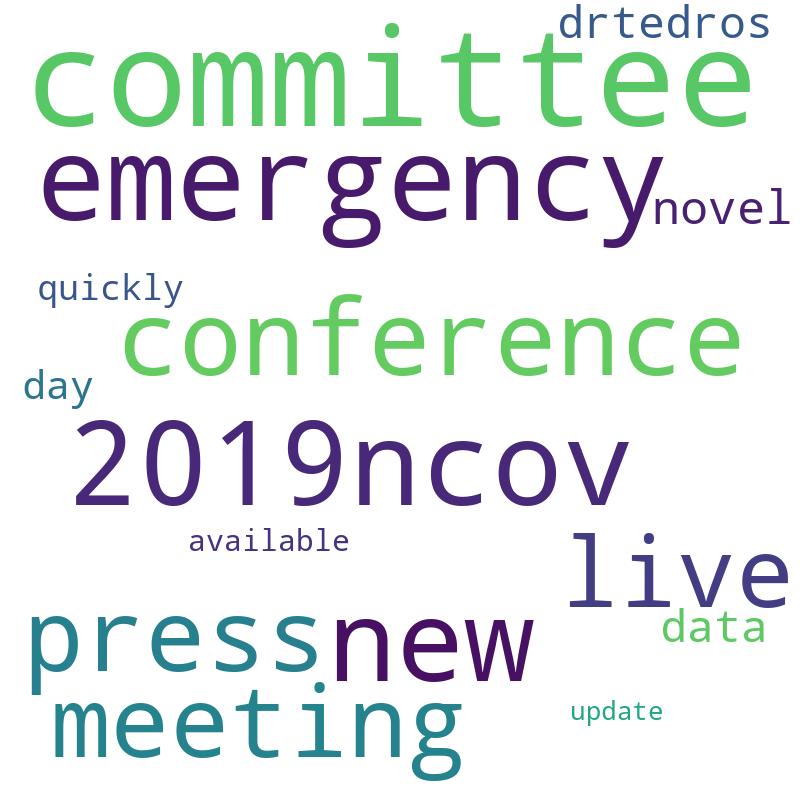 drtedros
committee
emergency
novel
quickly
conference
day
2019ncov
available
live
data
press new
meeting
update